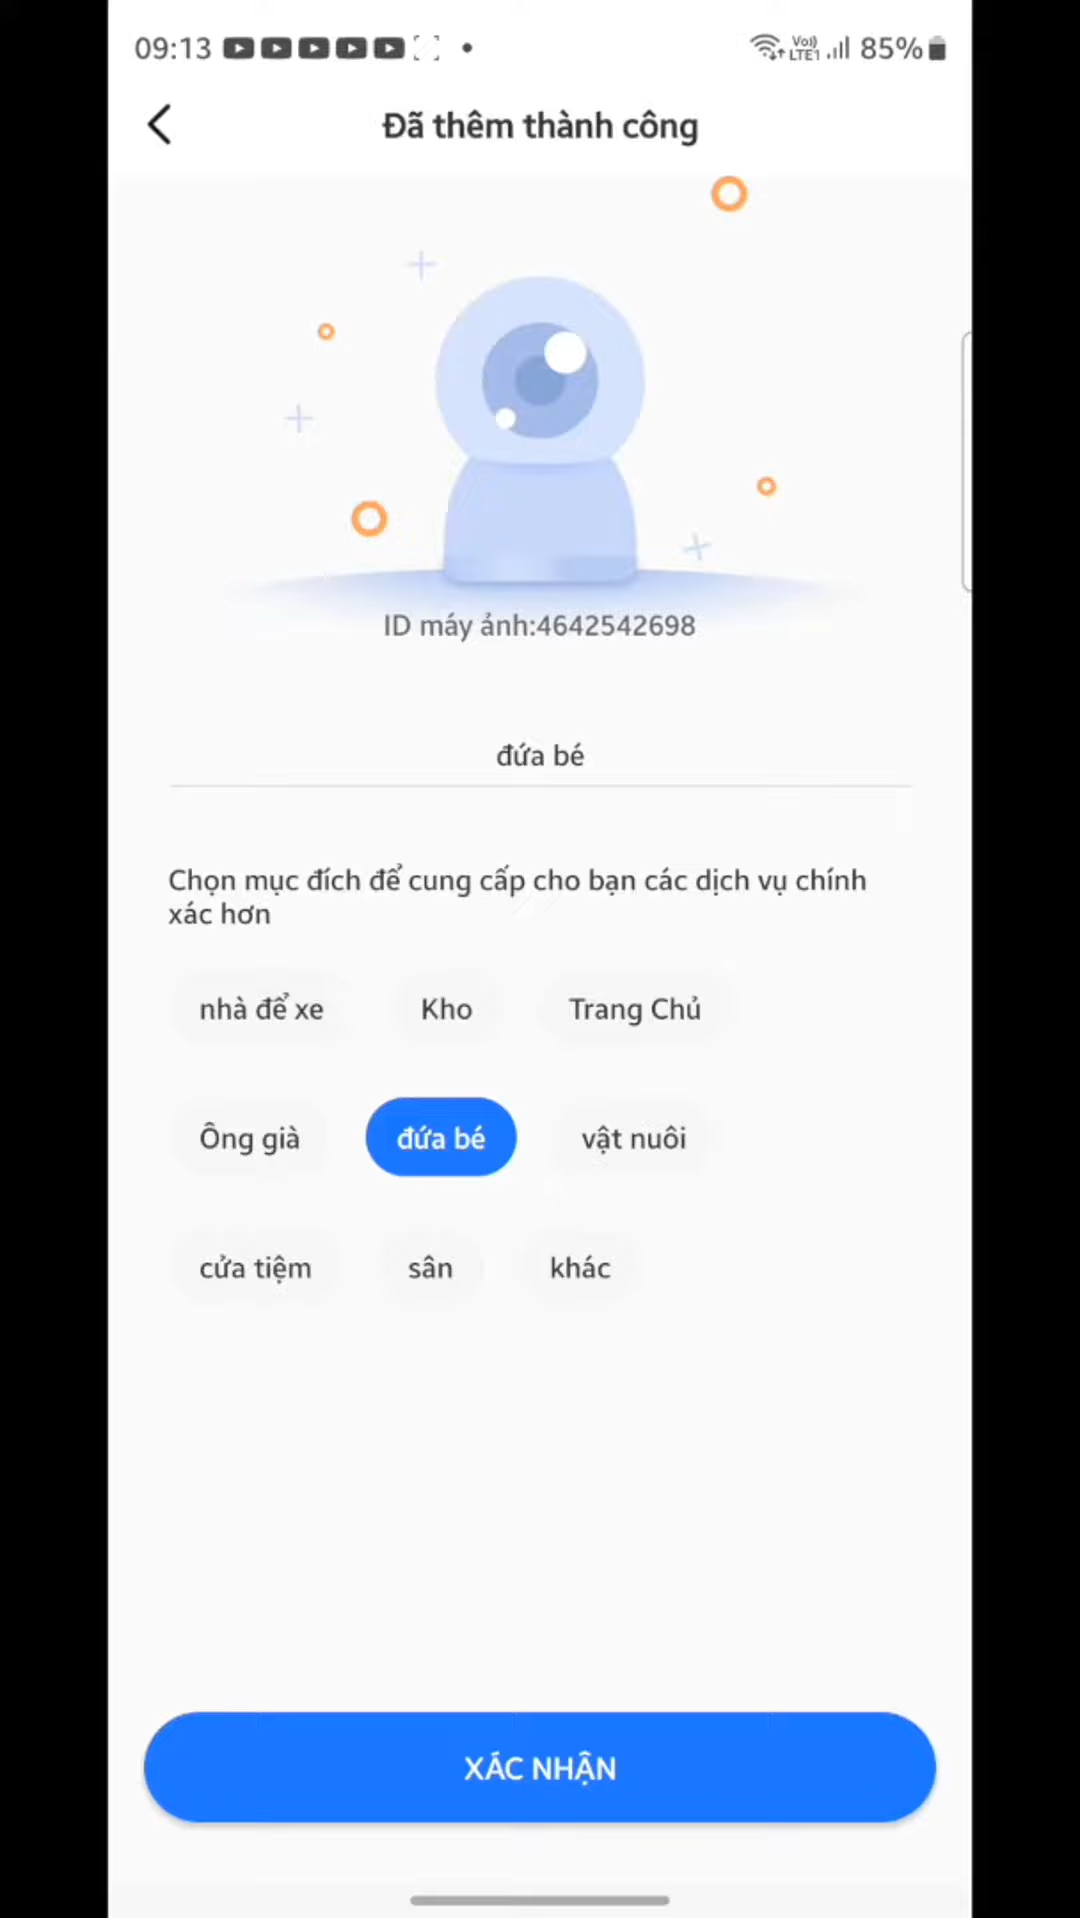 09:13
Vo))
LTE1
85%
Đã thêm thành công
ID máy ảnh:4642542698
đứa bé
Chọn mục đích để cung cấp cho bạn các dịch vụ chính
xác hơn
nhà để xe
Kho
Trang Chủ
Ông già
đứa bé
vật nuôi
cửa tiệm
sân
khác
XÁC NHẬN